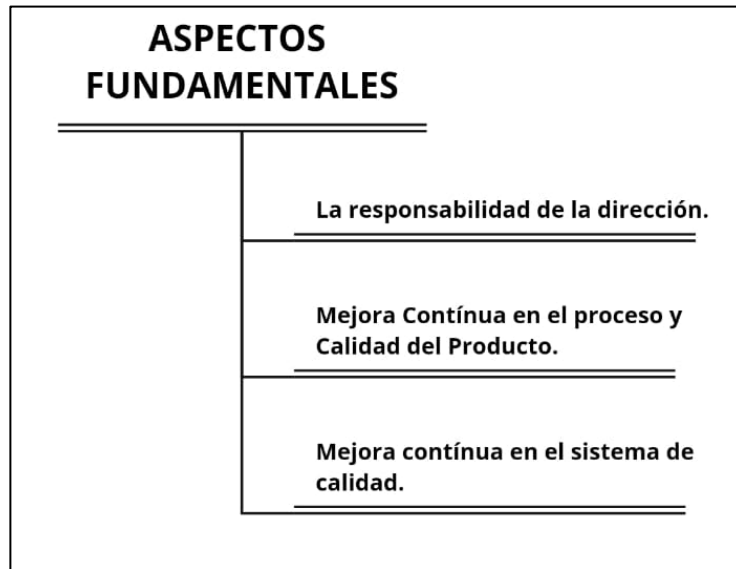 ASPECTOS
FUNDAMENTALES
La responsabilidad de la dirección.
Mejora Contínua en el proceso y
Calidad del Producto.
Mejora contínua en el sistema de
calidad.